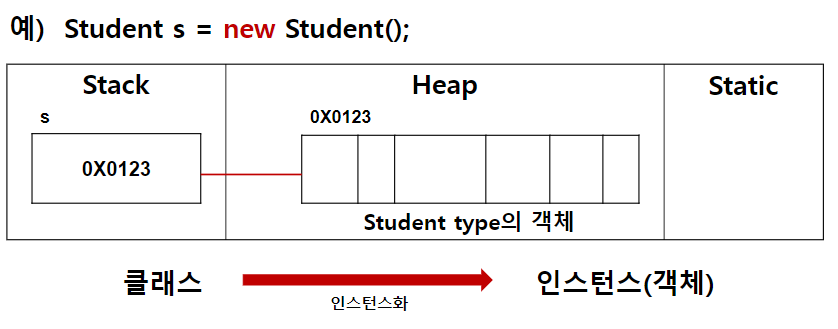 예) Student s = new Student();
Stack Heap Static
s 0X0123
0X0123
Student type의 객체
클래스 인스턴스(객체)
인스턴스화